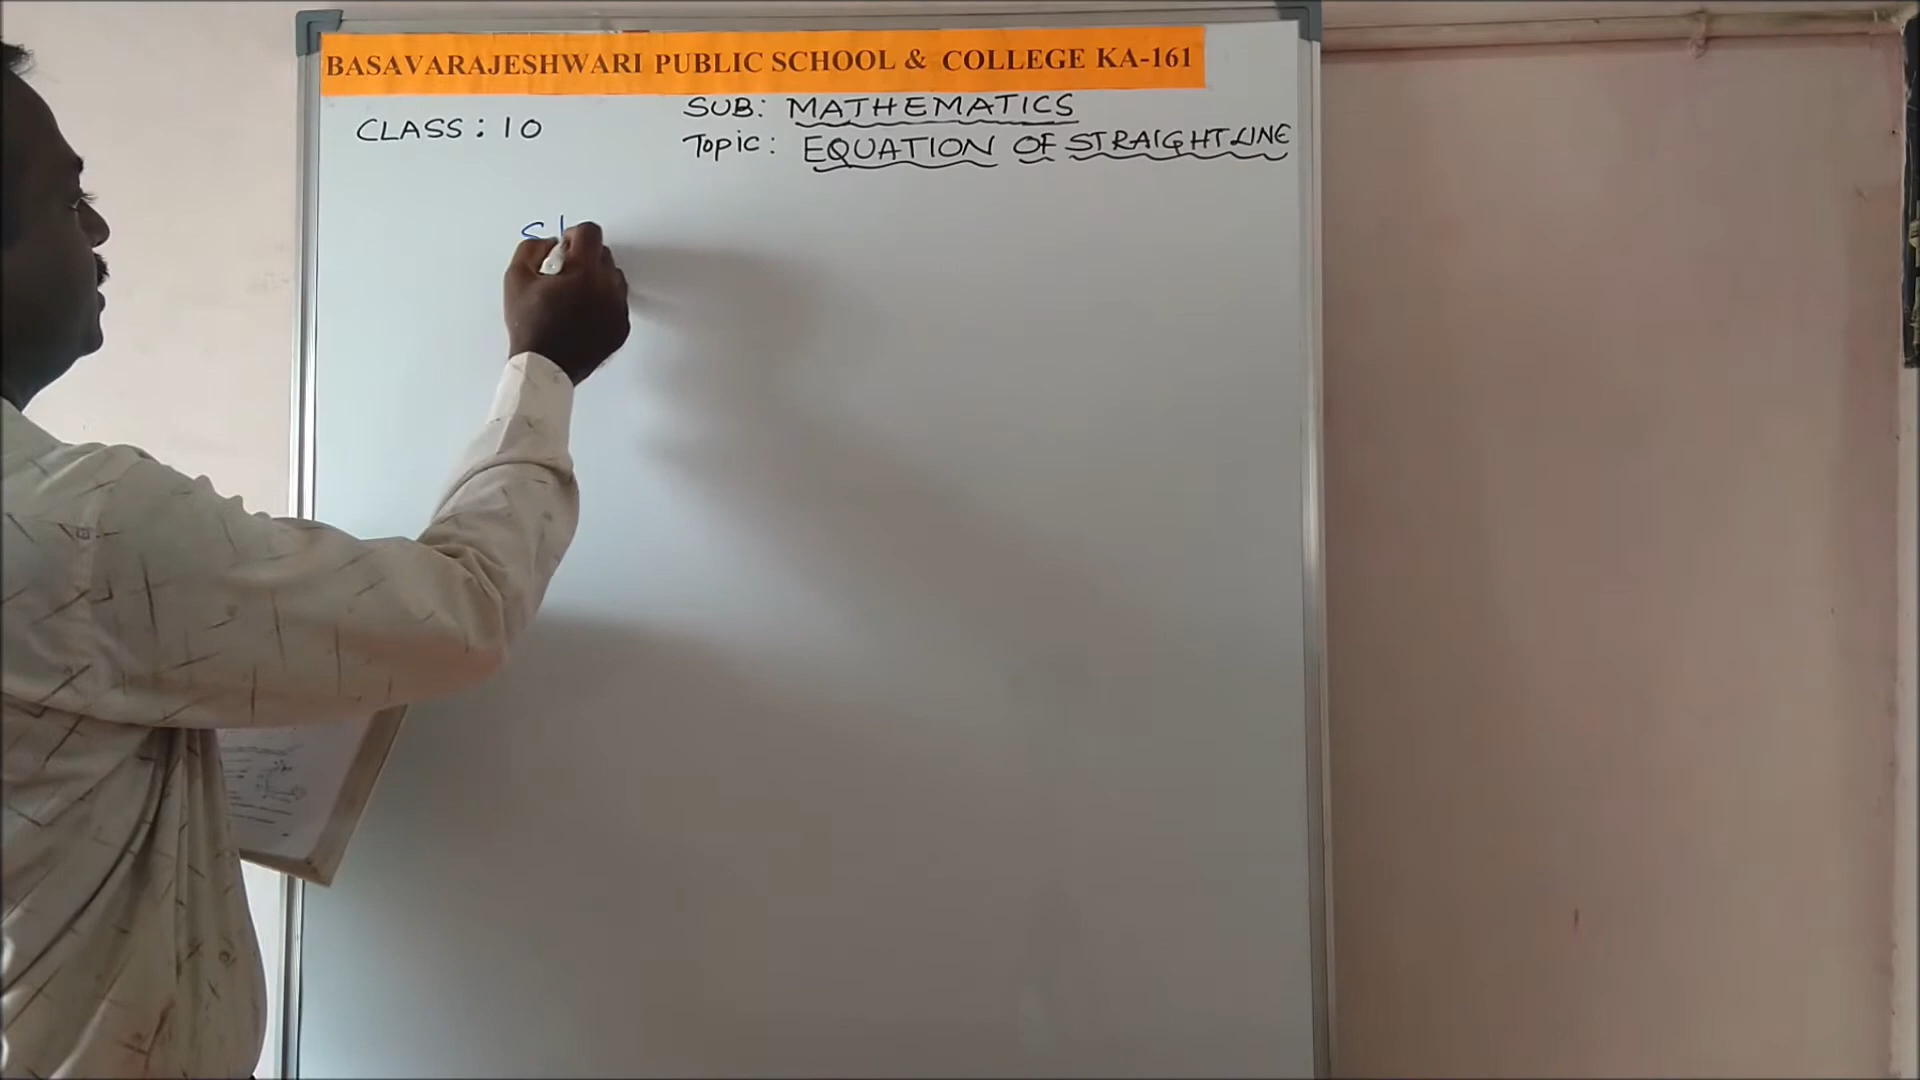 BASAVARAJESHWARI PUBLIC SCHOOL & COLLEGE KA-161
SUB: MATHEMATICS
CLASS: 10
Topic: EQUATION OF STRAIGHT LINE